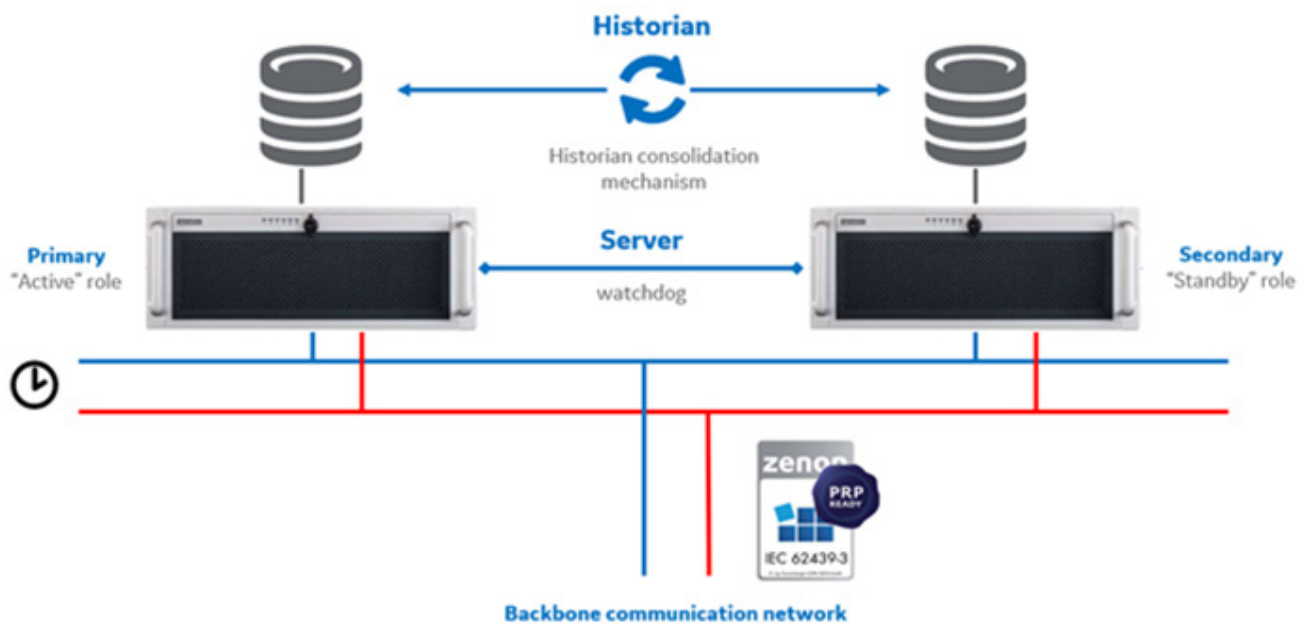 Historian
Historian consolidation
mechanism
Primary
"Active" role
Server
watchdog
Secondary
"Standby" role
zenon
PRP
READY
IEC 62439-3
Backbone communication network